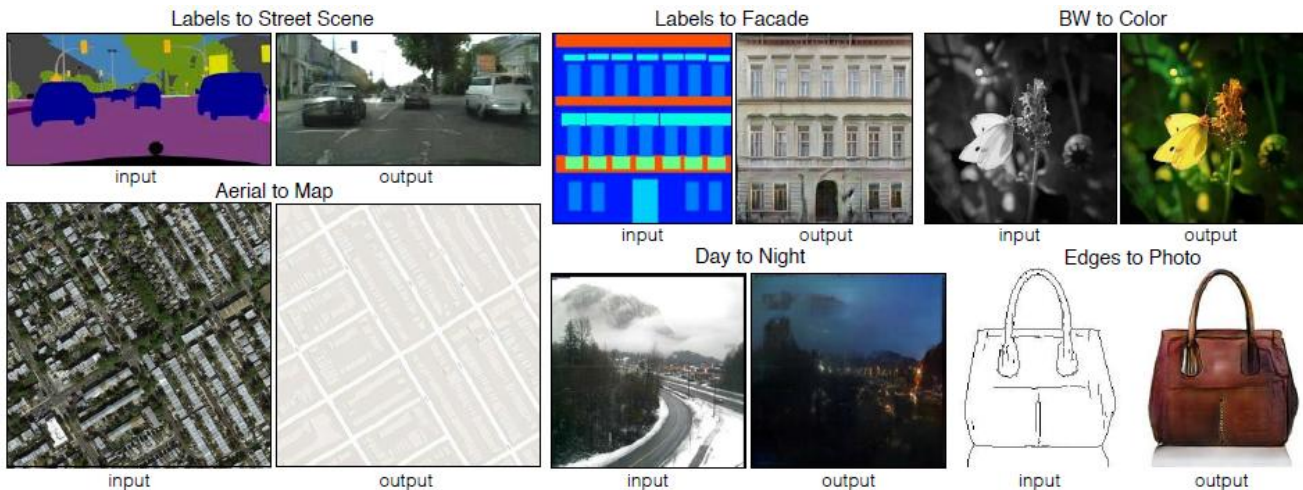 Labels to Street Scene
input
output
Aerial to Map
input
output
Labels to Facade
input
output
BW to Color
input
output
Day to Night
input
output
Edges to Photo
input
output